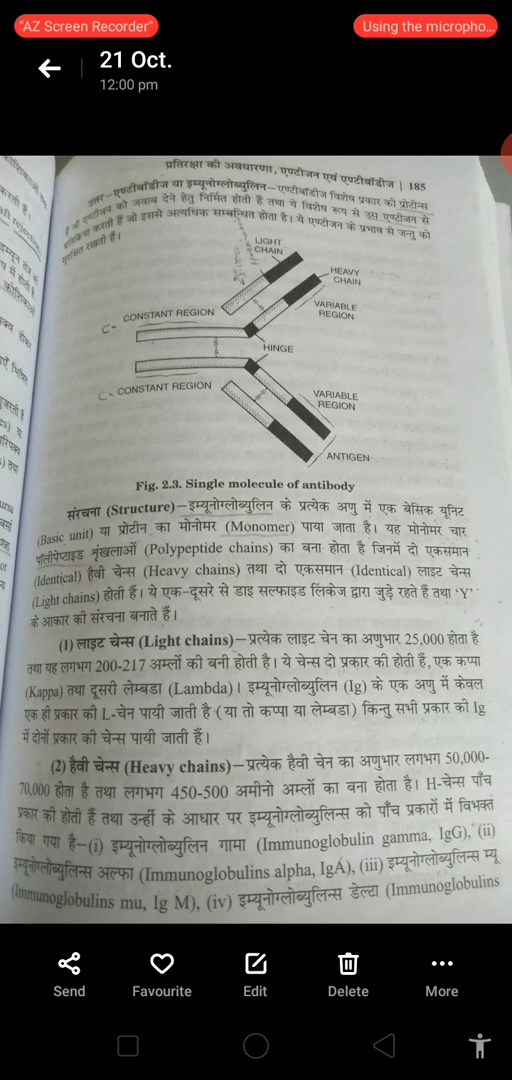 "AZ Screen Recorder"
Using the micropho...
21 Oct.
12:00 pm
प्रतिरक्षा की अवधारणा, एण्टीजन एवं एण्टीबॉडीज | 185
उत्तर–एण्टीबॉडीज या इम्यूनोग्लोब्युलिन–एण्टीबॉडीज विशेष प्रकार की प्रोटीन्स
हैं जो एण्टीजन को जवाब देने हेतु निर्मित होती हैं तथा ये विशेष रूप से उस एण्टीजन से
प्रतिक्रिया करती हैं जो इससे अत्यधिक सम्बन्धित होता है। ये एण्टीजन के प्रभाव से जन्तु को
सुरक्षित रखती हैं।
LIGHT
CHAIN
HEAVY
CHAIN
VARIABLE
REGION
C- CONSTANT REGION
S
S
HINGE
C- CONSTANT REGION
VARIABLE
REGION
ANTIGEN
Fig. 2.3. Single molecule of antibody
संरचना (Structure)–इम्यूनोग्लोब्युलिन के प्रत्येक अणु में एक बेसिक यूनिट
(Basic unit) या प्रोटीन का मोनोमर (Monomer) पाया जाता है। यह मोनोमर चार
पॉलीपेप्टाइड शृंखलाओं (Polypeptide chains) का बना होता है जिनमें दो एकसमान
(Identical) हैवी चेन्स (Heavy chains) तथा दो एकसमान (Identical) लाइट चेन्स
(Light chains) होती हैं। ये एक-दूसरे से डाइ सल्फाइड लिंकेज द्वारा जुड़े रहते हैं तथा 'Y'
के आकार की संरचना बनाते हैं।
(1) लाइट चेन्स (Light chains)–प्रत्येक लाइट चेन का अणुभार 25,000 होता है
तथा यह लगभग 200-217 अम्लों की बनी होती है। ये चेन्स दो प्रकार की होती हैं, एक कप्पा
(Kappa) तथा दूसरी लेम्बडा (Lambda)। इम्यूनोग्लोब्युलिन (Ig) के एक अणु में केवल
एक ही प्रकार की L-चेन पायी जाती है (या तो कप्पा या लेम्बडा) किन्तु सभी प्रकार की Ig
में दोनों प्रकार की चेन्स पायी जाती हैं।
(2) हैवी चेन्स (Heavy chains)–प्रत्येक हैवी चेन का अणुभार लगभग 50,000-
70,000 होता है तथा लगभग 450-500 अमीनो अम्लों का बना होता है। H-चेन्स पाँच
प्रकार की होती हैं तथा उन्हीं के आधार पर इम्यूनोग्लोब्युलिन्स को पाँच प्रकारों में विभक्त
किया गया है–(i) इम्यूनोग्लोब्युलिन गामा (Immunoglobulin gamma, IgG), (ii)
इम्यूनोग्लोब्युलिन्स अल्फा (Immunoglobulins alpha, IgA), (iii) इम्यूनोग्लोब्युलिन्स म्यू
(Immunoglobulins mu, Ig M), (iv) इम्यूनोग्लोब्युलिन्स डेल्टा (Immunoglobulins
Send
Favourite
Edit
Delete
More